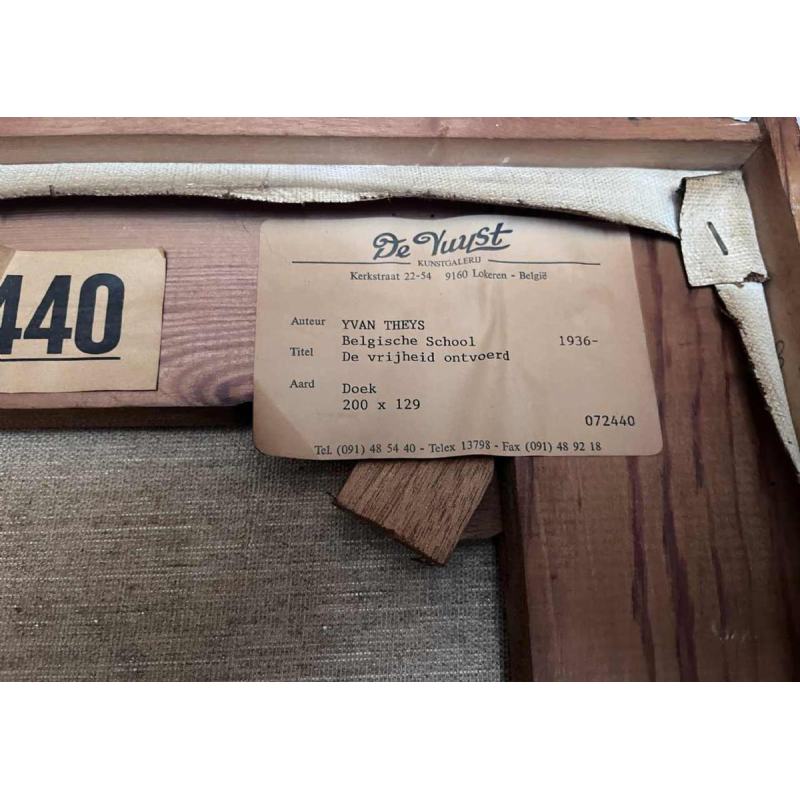 440
De Vuyst
KUNSTGALERIJ
Kerkstraat 22-54 9160 Lokeren - België
Auteur YVAN THEYS
Belgische School 1936-
Titel De vrijheid ontvoerd
Aard Doek
200 x 129
072440
Tel. (091) 48 54 40 - Telex 13798 - Fax (091) 48 92 18